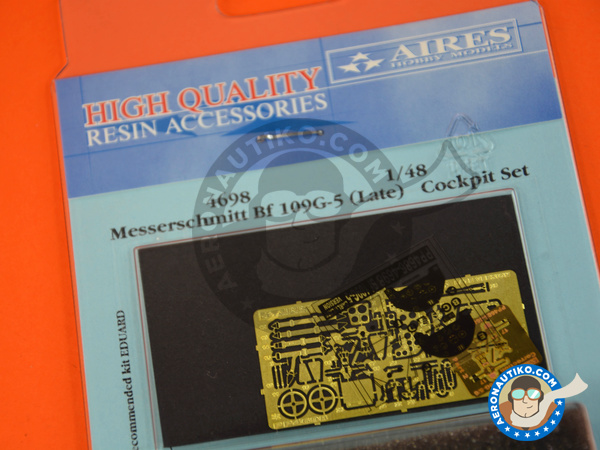 AIRES
HOBBY MODELS
HIGH QUALITY
RESIN ACCESSORIES
4698 1/48
Messerschmitt Bf 109G-5 (Late) Cockpit Set
ecommended kit EDUARD
AERONAUTIKO.COM
AERONAUTIKO.COM